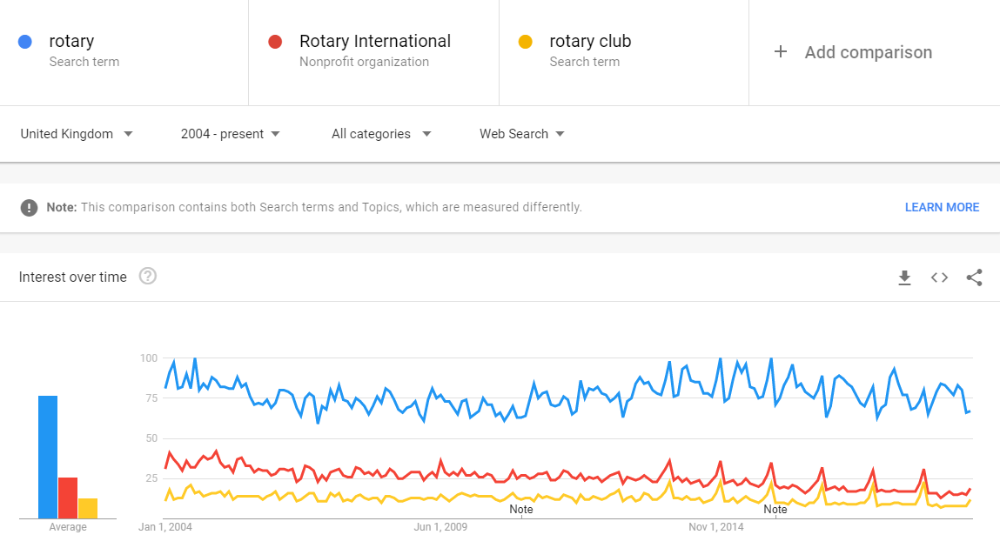 rotary
Search term
Rotary International
Nonprofit organization
rotary club
Search term
+ Add comparison
United Kingdom
2004 - present
All categories
Web Search
Note: This comparison contains both Search terms and Topics, which are measured differently.
LEARN MORE
Interest over time
100
75
50
25
Note
Note
Average
Jan 1, 2004
Jun 1, 2009
Nov 1, 2014